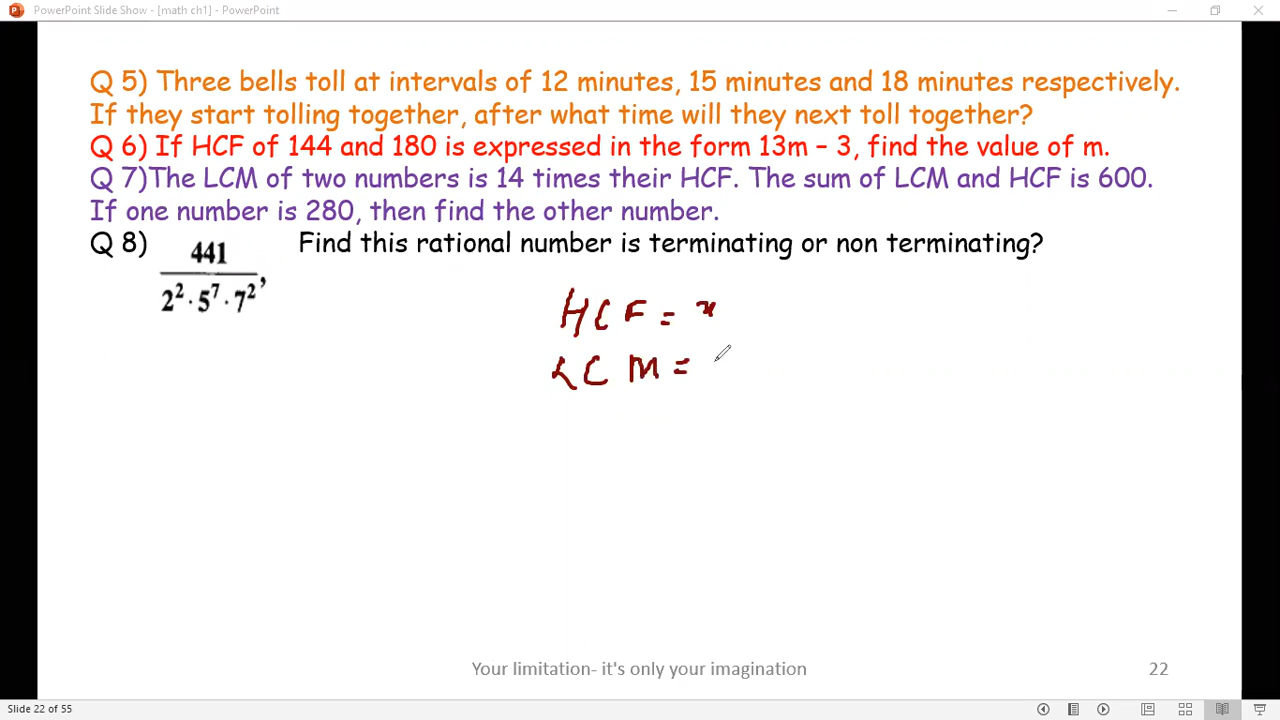 PowerPoint Slide Show - [math ch1] - PowerPoint
Q 5) Three bells toll at intervals of 12 minutes, 15 minutes and 18 minutes respectively.
If they start tolling together, after what time will they next toll together?
Q 6) If HCF of 144 and 180 is expressed in the form 13m – 3, find the value of m.
Q 7)The LCM of two numbers is 14 times their HCF. The sum of LCM and HCF is 600.
If one number is 280, then find the other number.
Q 8) 441 / 2² · 5⁷ · 7², Find this rational number is terminating or non terminating?
HCF = x
LCM =
Your limitation- it's only your imagination 22
Slide 22 of 55